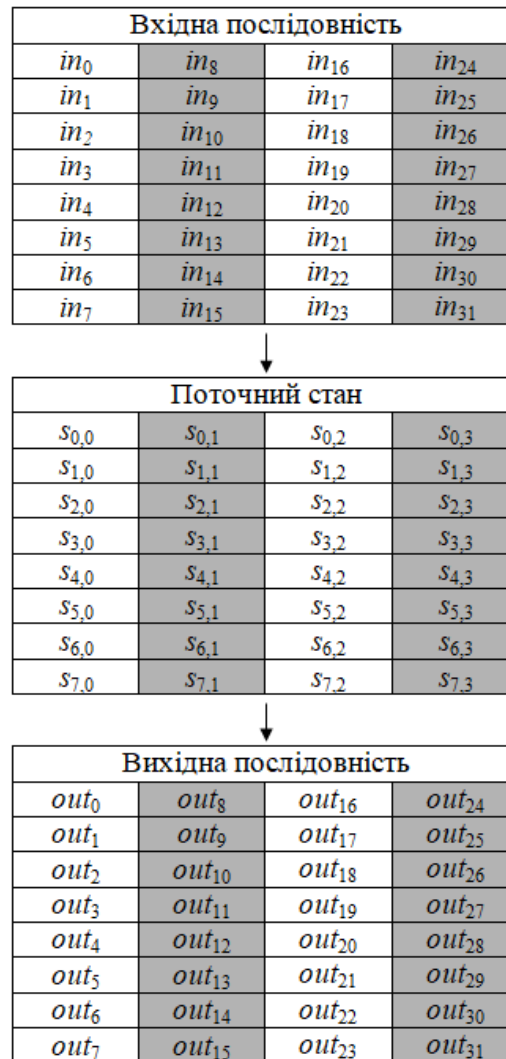 Вхідна послідовність
in0 in8 in16 in24
in1 in9 in17 in25
in2 in10 in18 in26
in3 in11 in19 in27
in4 in12 in20 in28
in5 in13 in21 in29
in6 in14 in22 in30
in7 in15 in23 in31
Поточний стан
s0,0 s0,1 s0,2 s0,3
s1,0 s1,1 s1,2 s1,3
s2,0 s2,1 s2,2 s2,3
s3,0 s3,1 s3,2 s3,3
s4,0 s4,1 s4,2 s4,3
s5,0 s5,1 s5,2 s5,3
s6,0 s6,1 s6,2 s6,3
s7,0 s7,1 s7,2 s7,3
Вихідна послідовність
out0 out8 out16 out24
out1 out9 out17 out25
out2 out10 out18 out26
out3 out11 out19 out27
out4 out12 out20 out28
out5 out13 out21 out29
out6 out14 out22 out30
out7 out15 out23 out31